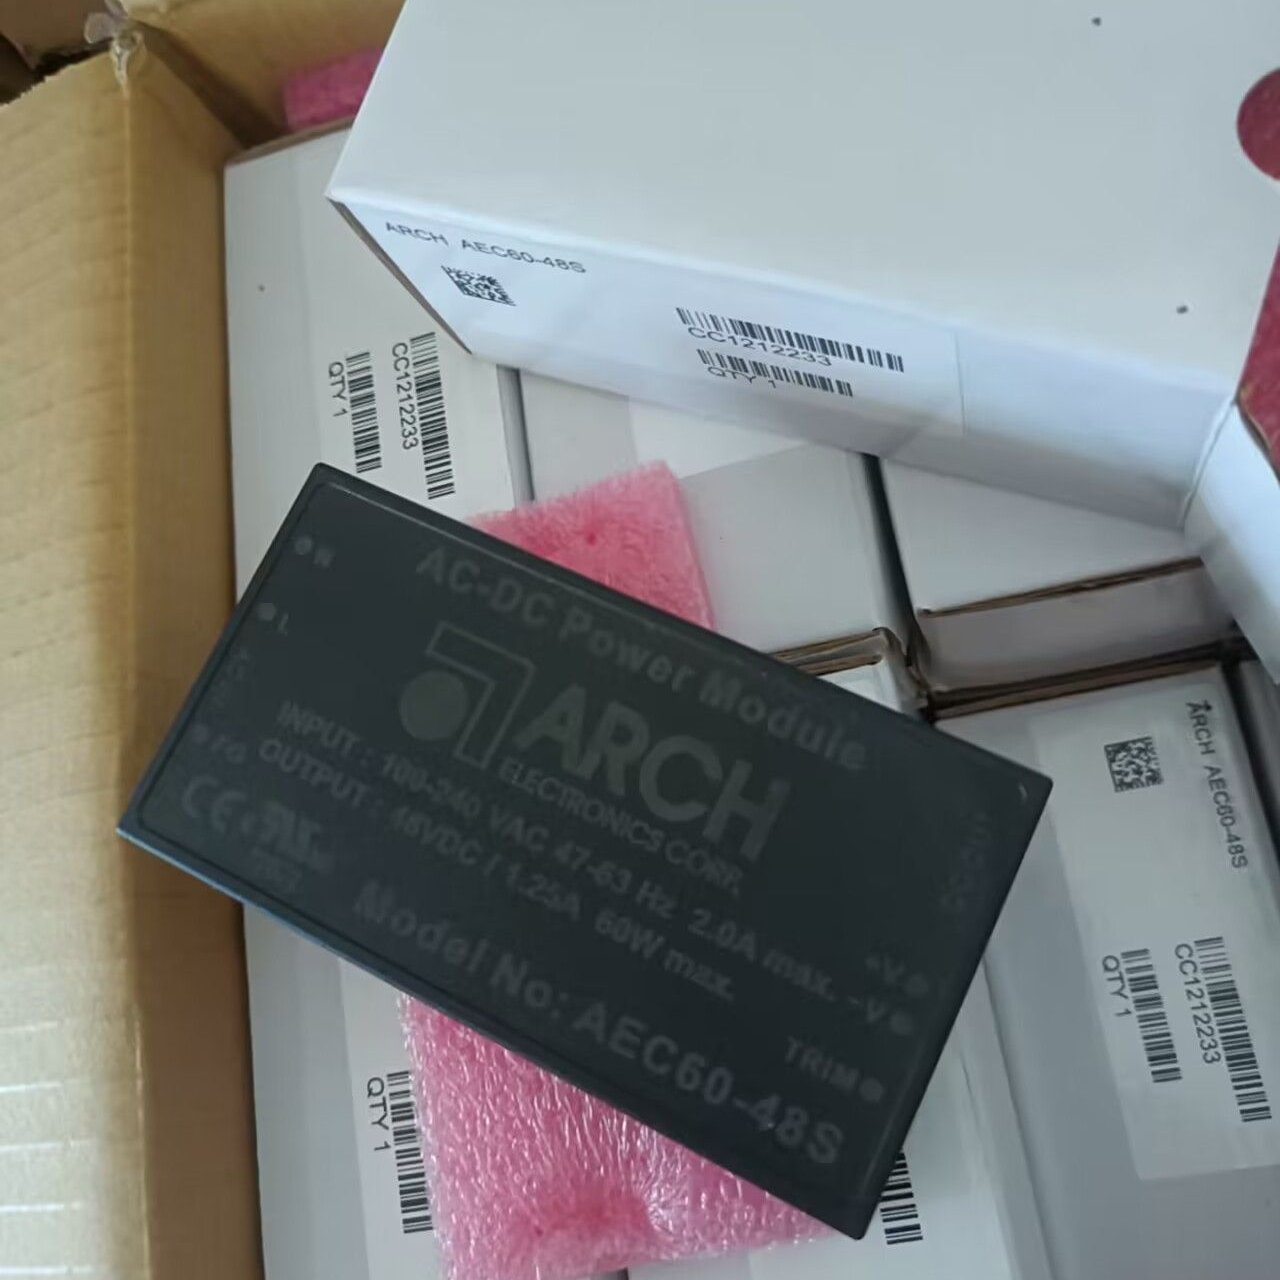 ARCH AEC60-48S
CC1212233
QTY 1
CC1212233
QTY 1
AC-DC Power Module
ARCH
ELECTRONICS CORP.
INPUT : 100-240 VAC 47-63 Hz 2.0A max.
OUTPUT : 48VDC / 1.25A 60W max.
Model No: AEC60-48S
N
L
FG
+V
-V
TRIM
CE
ARCH AEC60-48S
CC1212233
QTY 1
QTY 1